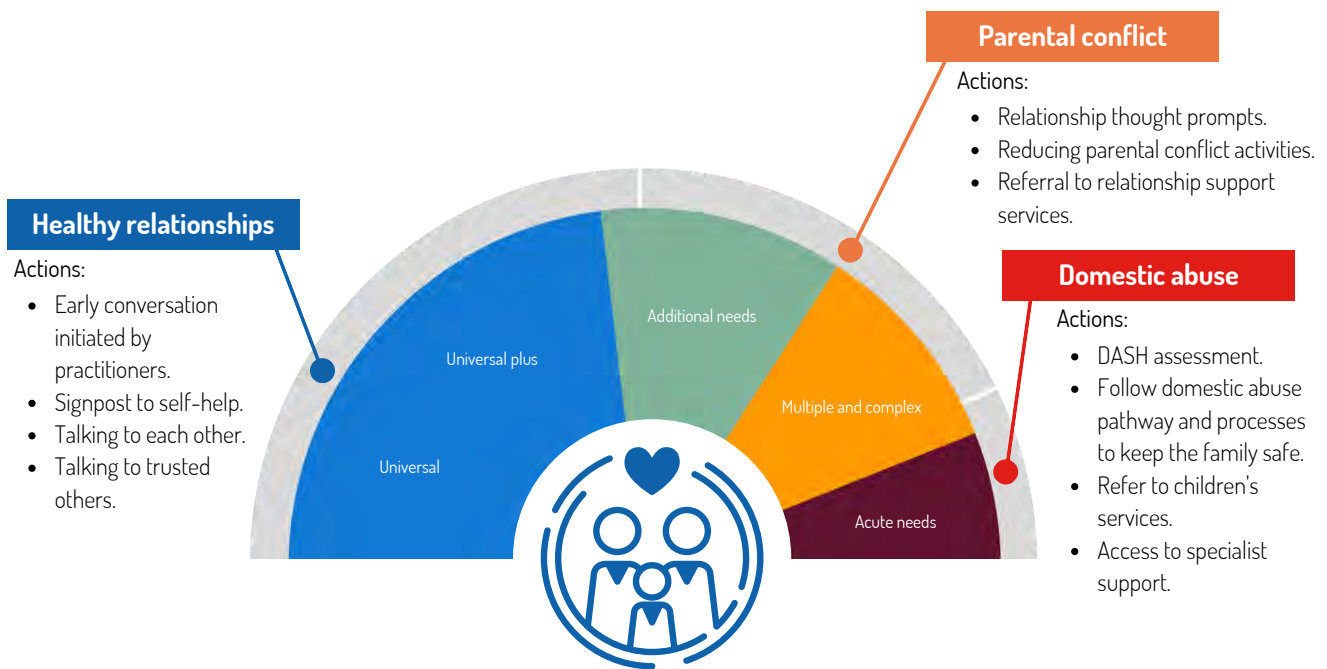 Parental conflict
Actions:
• Relationship thought prompts.
• Reducing parental conflict activities.
• Referral to relationship support
services.
Healthy relationships
Actions:
• Early conversation
initiated by
practitioners.
• Signpost to self-help.
• Talking to each other.
• Talking to trusted
others.
Universal
Universal plus
Additional needs
Multiple and complex
Acute needs
Domestic abuse
Actions:
• DASH assessment.
• Follow domestic abuse
pathway and processes
to keep the family safe.
• Refer to children's
services.
• Access to specialist
support.